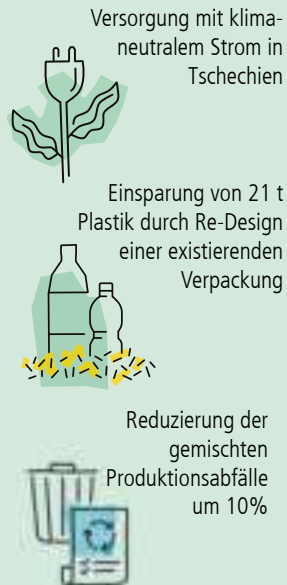 Versorgung mit klima-
neutralem Strom in
Tschechien
Einsparung von 21 t
Plastik durch Re-Design
einer existierenden
Verpackung
Reduzierung der
gemischten
Produktionsabfälle
um 10%